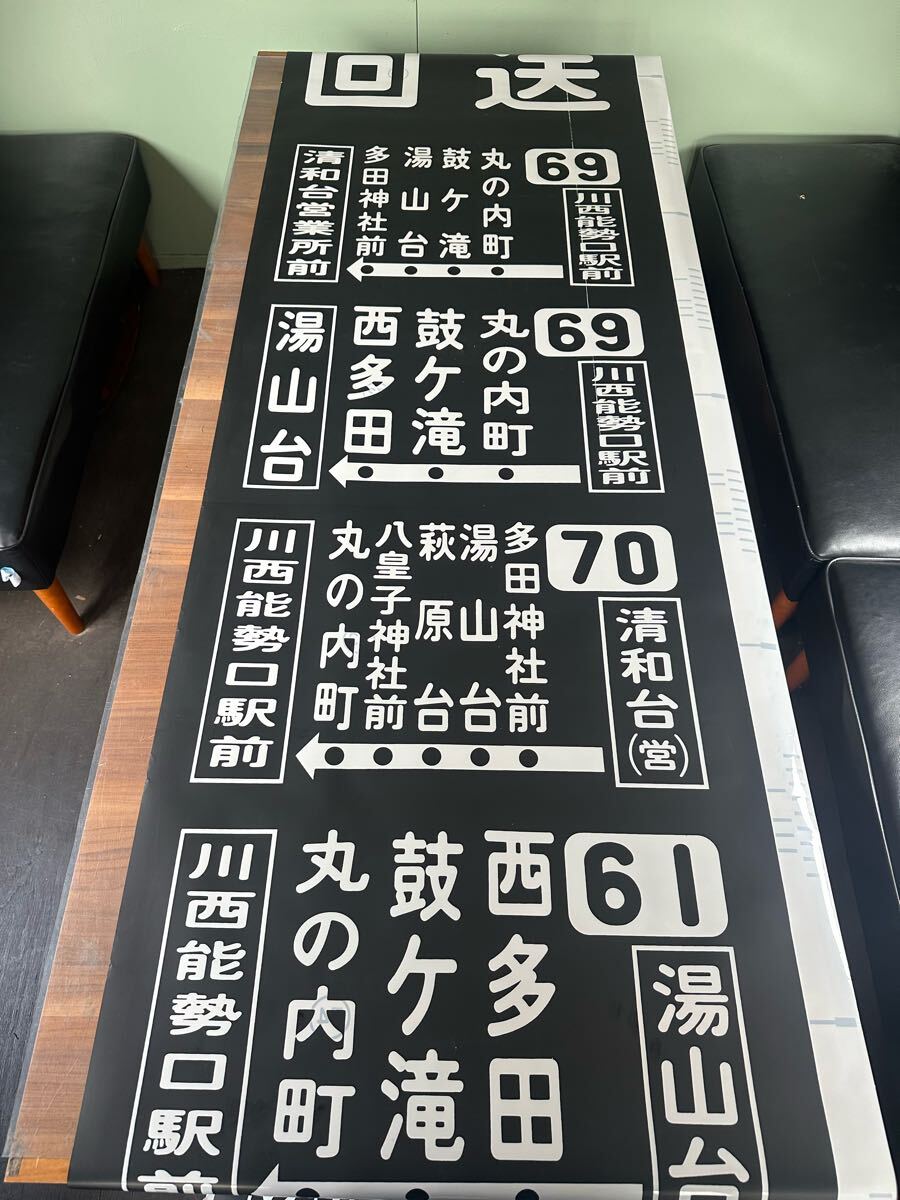 回送
69
川西能勢口駅前
丸の内町
鼓ケ滝
湯山台
多田神社前
清和台営業所前
69
川西能勢口駅前
丸の内町
鼓ケ滝
西多田
湯山台
70
清和台(営)
多田神社前
湯山台
萩原台
八皇子神社前
丸の内町
川西能勢口駅前
61
湯山台
西多田
鼓ケ滝
丸の内町
川西能勢口駅前